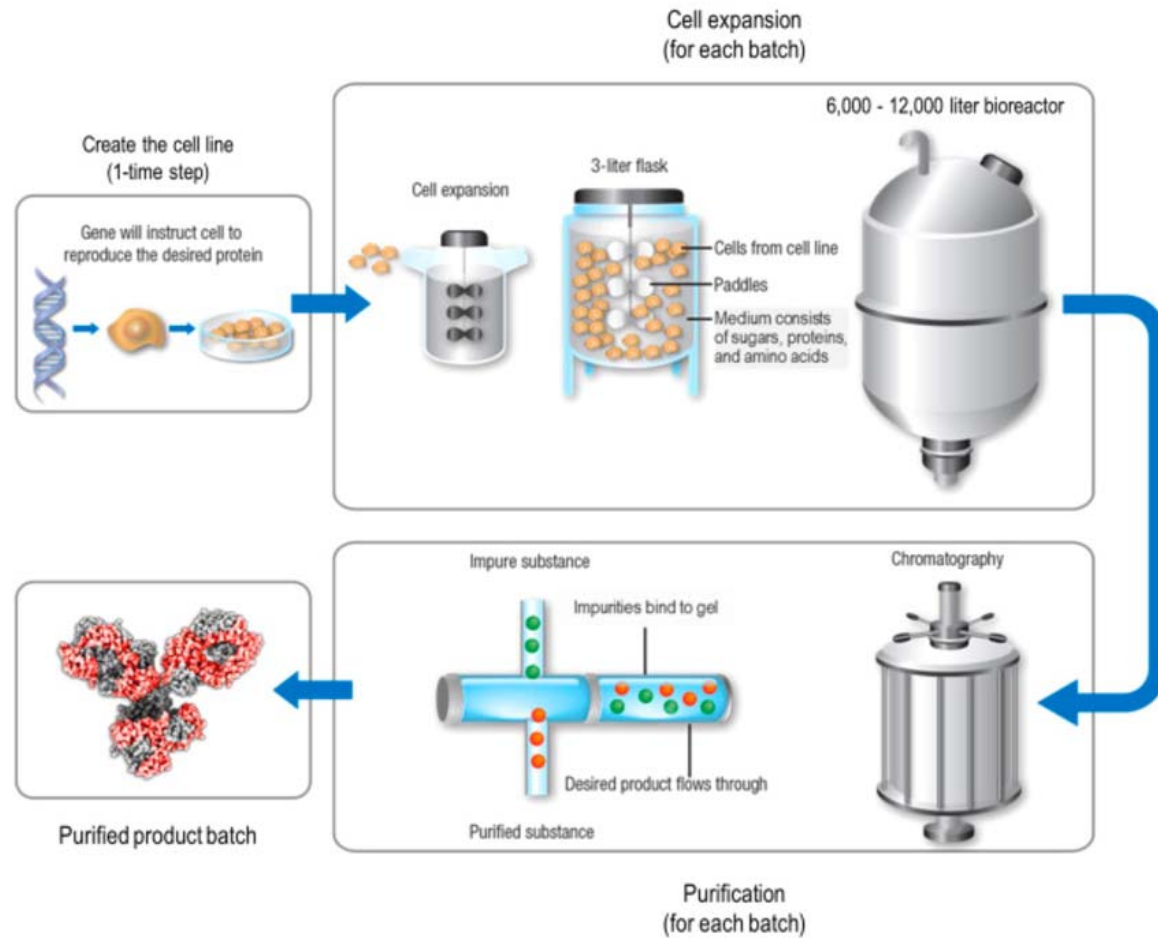 Cell expansion
(for each batch)
6,000 - 12,000 liter bioreactor
Create the cell line
(1-time step)
3-liter flask
Cell expansion
Gene will instruct cell to
reproduce the desired protein
Cells from cell line
Paddles
Medium consists
of sugars, proteins,
and amino acids
Impure substance
Chromatography
Impurities bind to gel
Desired product flows through
Purified substance
Purified product batch
Purification
(for each batch)